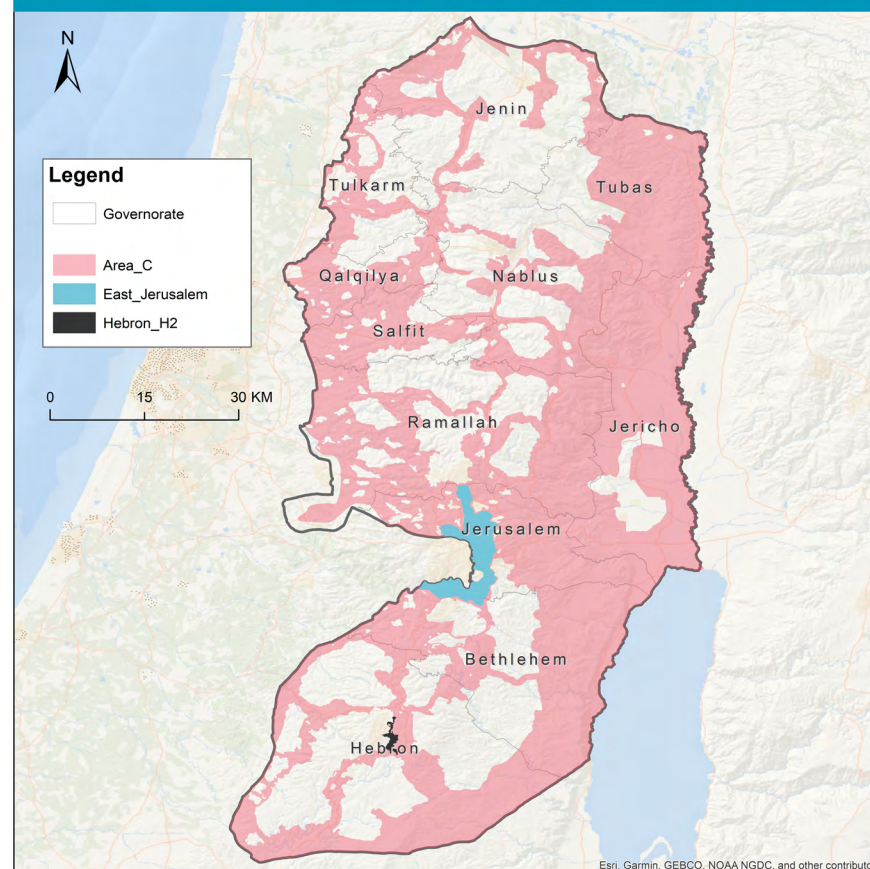 N
Jenin
Legend
Tulkarm
Tubas
Governorate
Area_C
Qalqilya
Nablus
East_Jerusalem
Hebron_H2
Salfit
0 15 30 KM
Ramallah
Jericho
Jerusalem
Bethlehem
Hebron
Esri, Garmin, GEBCO, NOAA NGDC, and other contributo